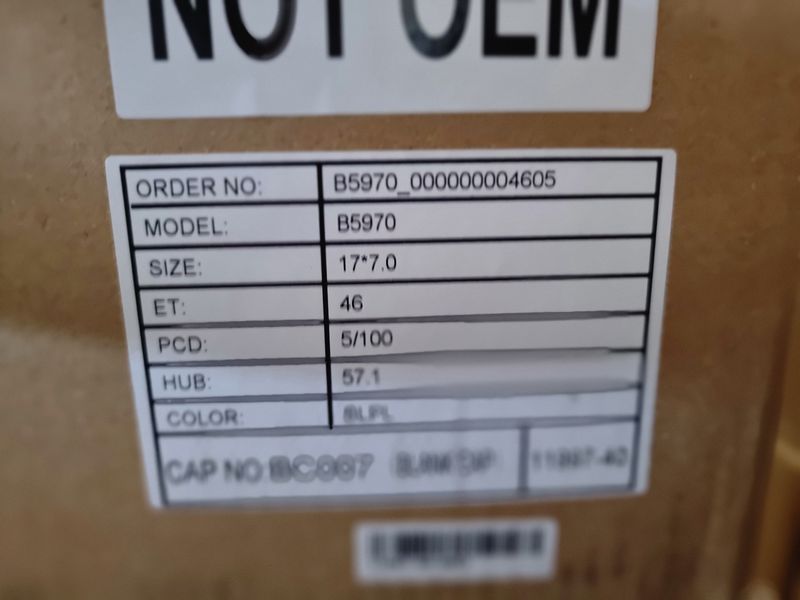 NOT OEM
ORDER NO: B5970_000000004605
MODEL: B5970
SIZE: 17*7.0
ET: 46
PCD: 5/100
HUB: 57.1
COLOR:
CAP NO: